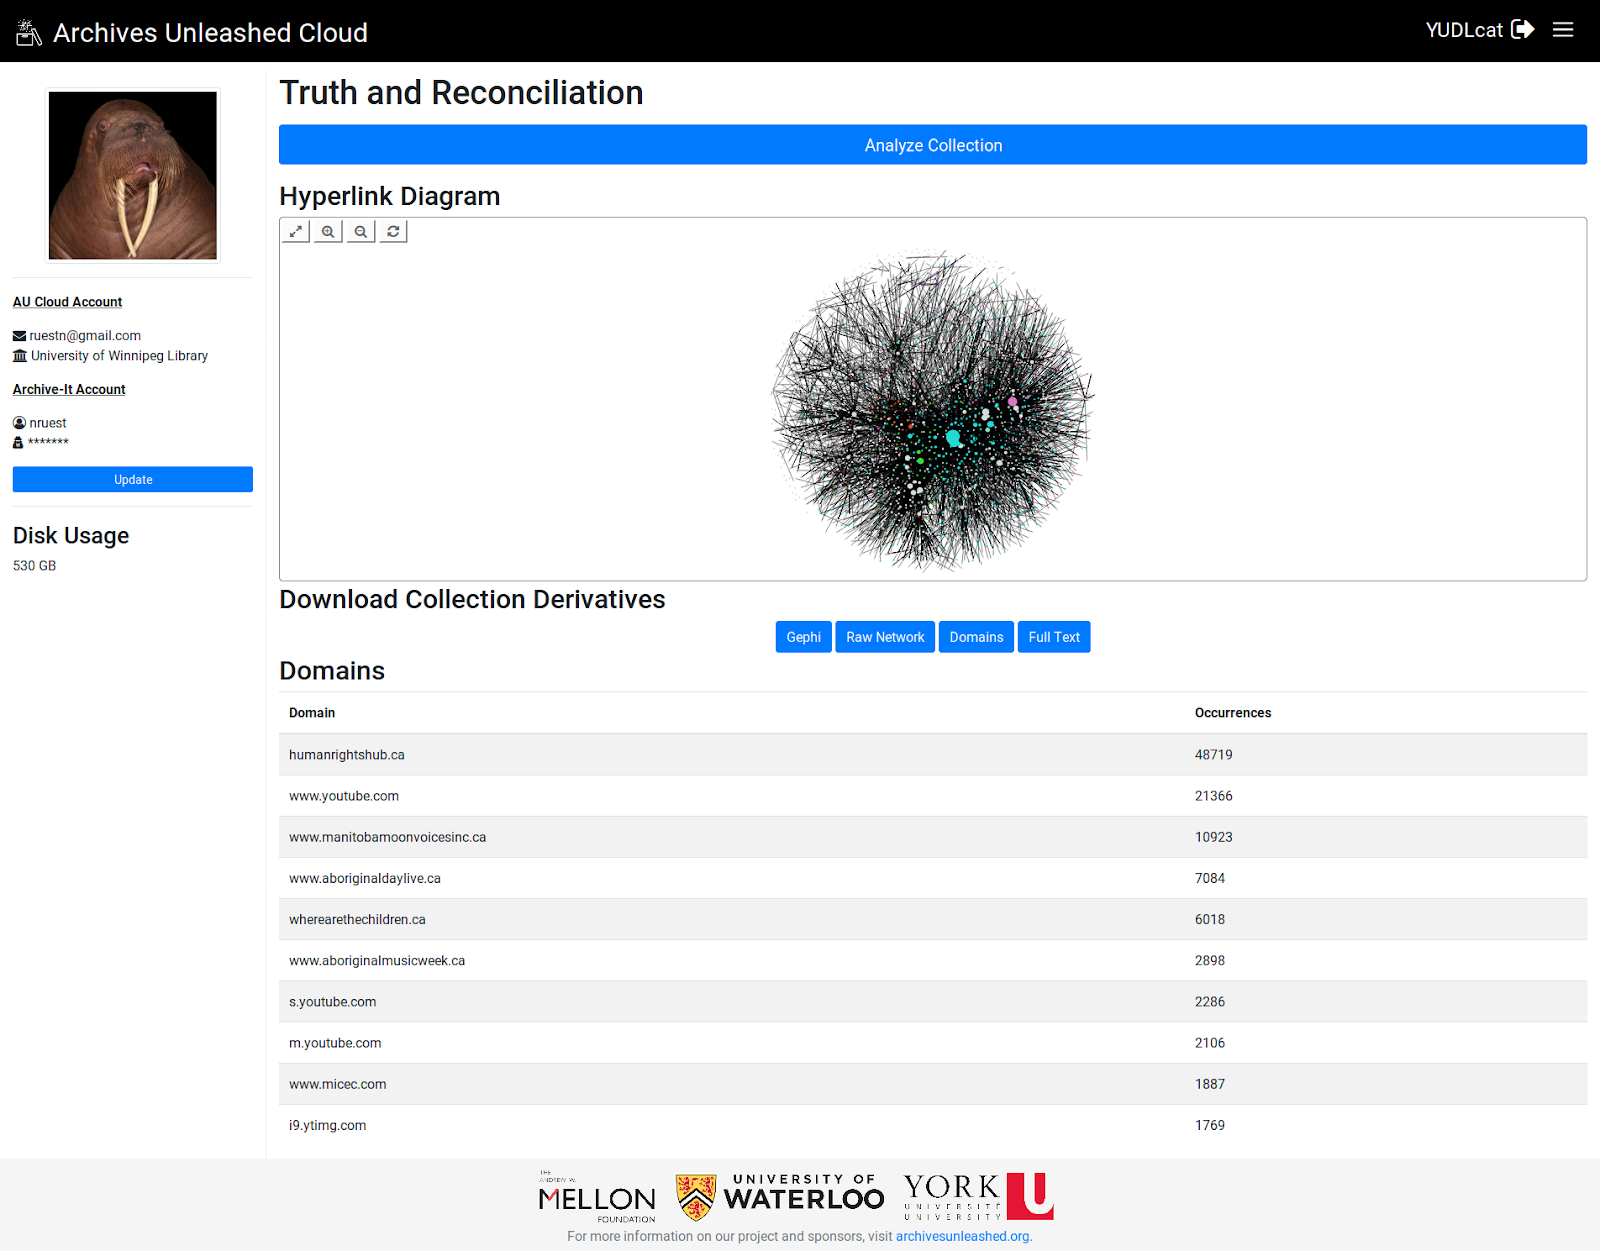 Archives Unleashed Cloud
YUDLcat
Truth and Reconciliation
Analyze Collection
Hyperlink Diagram
AU Cloud Account
ruestn@gmail.com
University of Winnipeg Library
Archive-It Account
nruest
*******
Update
Disk Usage
530 GB
Download Collection Derivatives
Gephi Raw Network Domains Full Text
Domains
Domain Occurrences
humanrightshub.ca 48719
www.youtube.com 21366
www.manitobamoonvoicesinc.ca 10923
www.aboriginaldaylive.ca 7084
wherearethechildren.ca 6018
www.aboriginalmusicweek.ca 2898
s.youtube.com 2286
m.youtube.com 2106
www.micec.com 1887
i9.ytimg.com 1769
THE
ANDREW W.
MELLON
FOUNDATION
UNIVERSITY OF
WATERLOO
YORK
UNIVERSITÉ
UNIVERSITY
U
For more information on our project and sponsors, visit archivesunleashed.org.